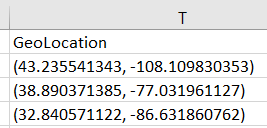 T
GeoLocation
(43.235541343, -108.109830353)
(38.890371385, -77.031961127)
(32.840571122, -86.631860762)